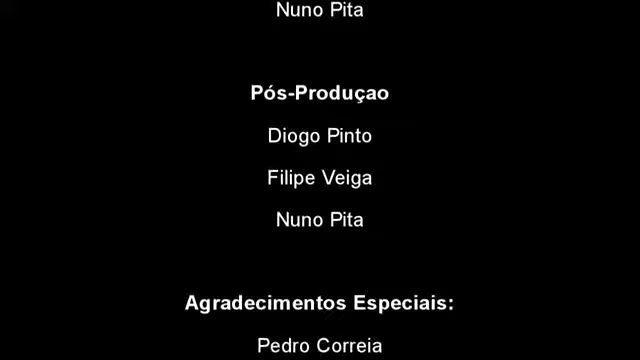 Nuno Pita
Pós-Produçao
Diogo Pinto
Filipe Veiga
Nuno Pita
Agradecimentos Especiais:
Pedro Correia